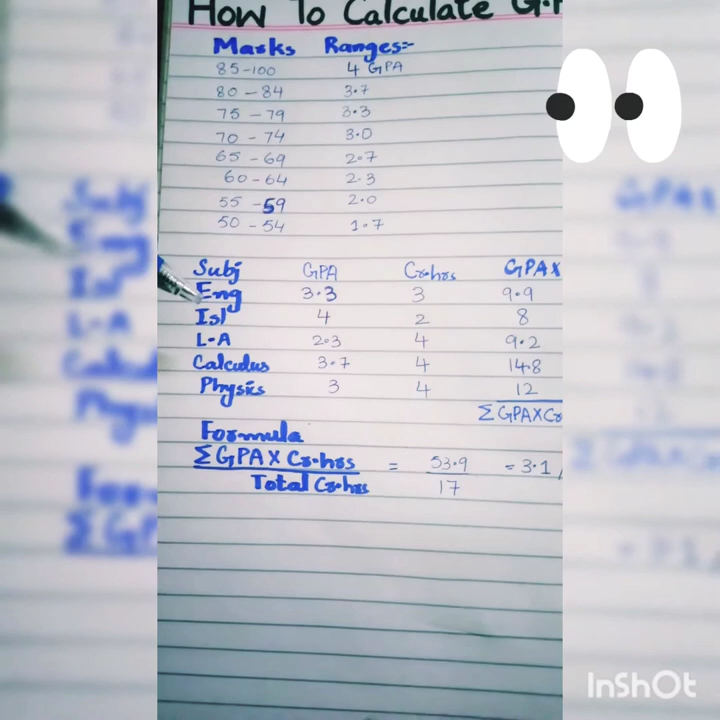 How To Calculate G.P
Marks Ranges:-
85-100 4 GPA
80-84 3.7
75-79 3.3
70-74 3.0
65-69 2.7
60-64 2.3
55-59 2.0
50-54 1.7
Subj GPA Cr.hrs GPAX
Eng 3.3 3 9.9
Isl 4 2 8
L-A 2.3 4 9.2
Calculus 3.7 4 14.8
Physics 3 4 12
ΣGPAXCr
Formula
ΣGPA X Cr.hrs = 53.9 = 3.1
Total Cr.hrs 17
InShOt